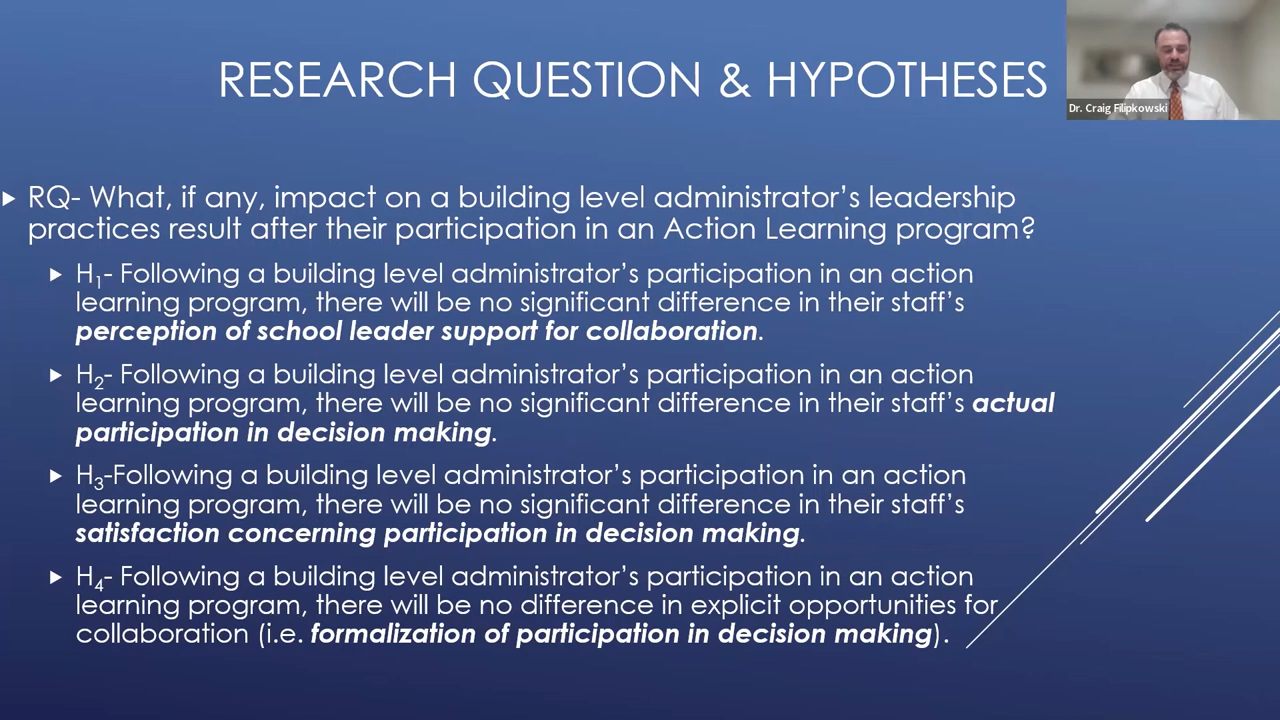 RESEARCH QUESTION & HYPOTHESES
Dr. Craig Filipkowski
RQ- What, if any, impact on a building level administrator’s leadership
practices result after their participation in an Action Learning program?
H1- Following a building level administrator’s participation in an action
learning program, there will be no significant difference in their staff’s
perception of school leader support for collaboration.
H2- Following a building level administrator’s participation in an action
learning program, there will be no significant difference in their staff’s actual
participation in decision making.
H3-Following a building level administrator’s participation in an action
learning program, there will be no significant difference in their staff’s
satisfaction concerning participation in decision making.
H4- Following a building level administrator’s participation in an action
learning program, there will be no difference in explicit opportunities for
collaboration (i.e. formalization of participation in decision making).